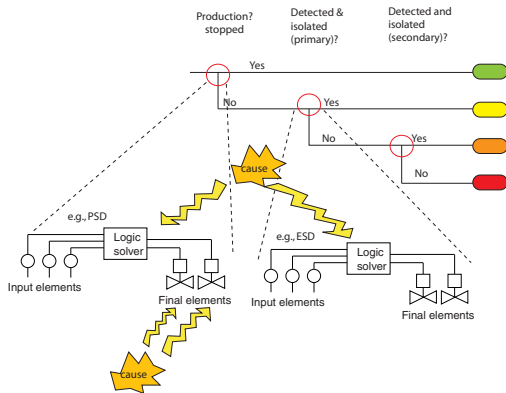 Production?
stopped
Detected &
isolated
(primary)?
Detected and
isolated
(secondary)?
Yes
No
Yes
No
Yes
No
cause
e.g., PSD
Logic
solver
Input elements
Final elements
e.g., ESD
Logic
solver
Input elements
Final elements
cause